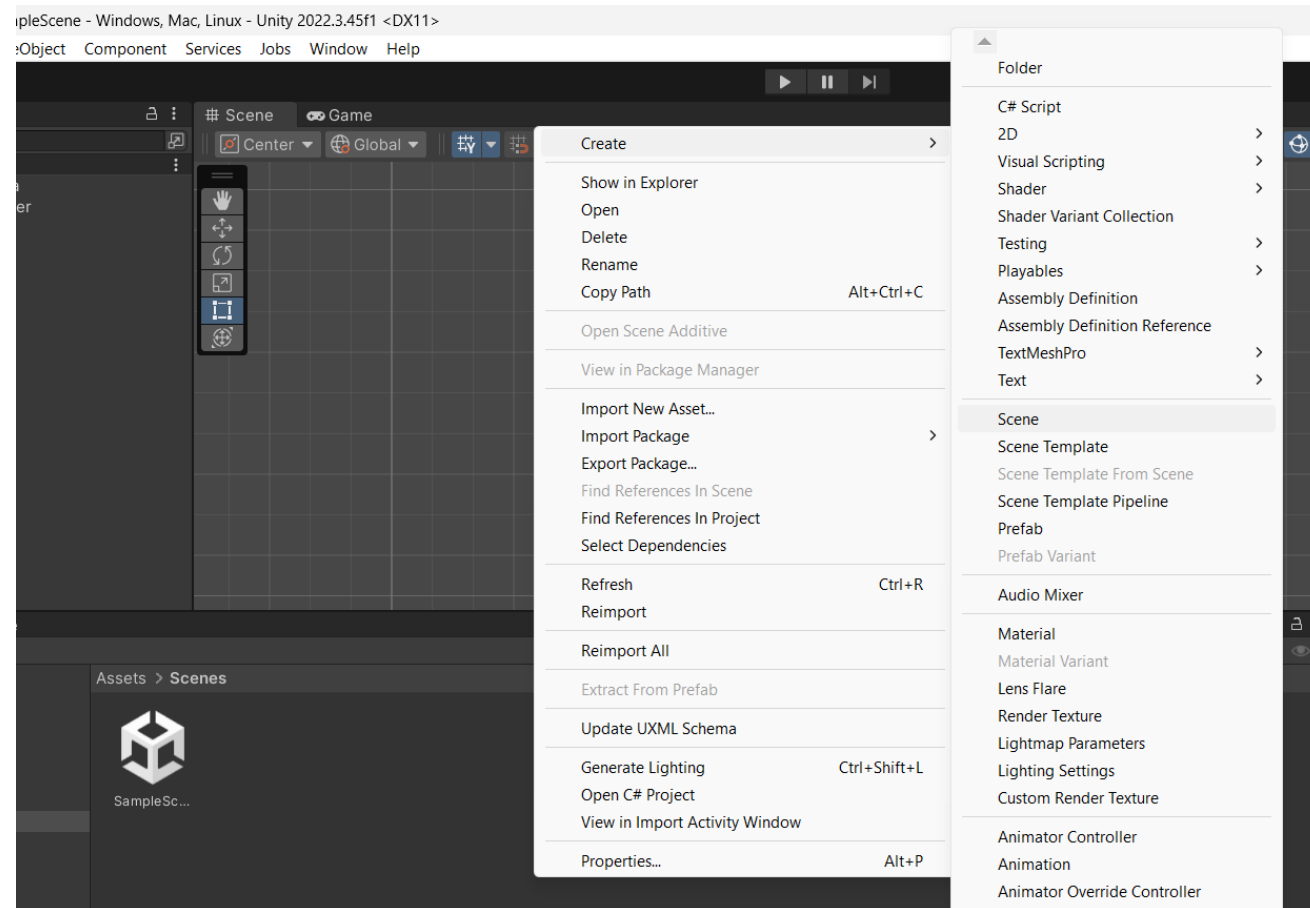 pleScene - Windows, Mac, Linux - Unity 2022.3.45f1 <DX11>
eObject Component Services Jobs Window Help
Scene Game
Center Global
a
er
Create
Show in Explorer
Open
Delete
Rename
Copy Path Alt+Ctrl+C
Open Scene Additive
View in Package Manager
Import New Asset...
Import Package
Export Package...
Find References In Scene
Find References In Project
Select Dependencies
Refresh Ctrl+R
Reimport
Reimport All
Extract From Prefab
Update UXML Schema
Generate Lighting Ctrl+Shift+L
Open C# Project
View in Import Activity Window
Properties... Alt+P
Folder
C# Script
2D
Visual Scripting
Shader
Shader Variant Collection
Testing
Playables
Assembly Definition
Assembly Definition Reference
TextMeshPro
Text
Scene
Scene Template
Scene Template From Scene
Scene Template Pipeline
Prefab
Prefab Variant
Audio Mixer
Material
Material Variant
Lens Flare
Render Texture
Lightmap Parameters
Lighting Settings
Custom Render Texture
Animator Controller
Animation
Animator Override Controller
Assets > Scenes
SampleSc...